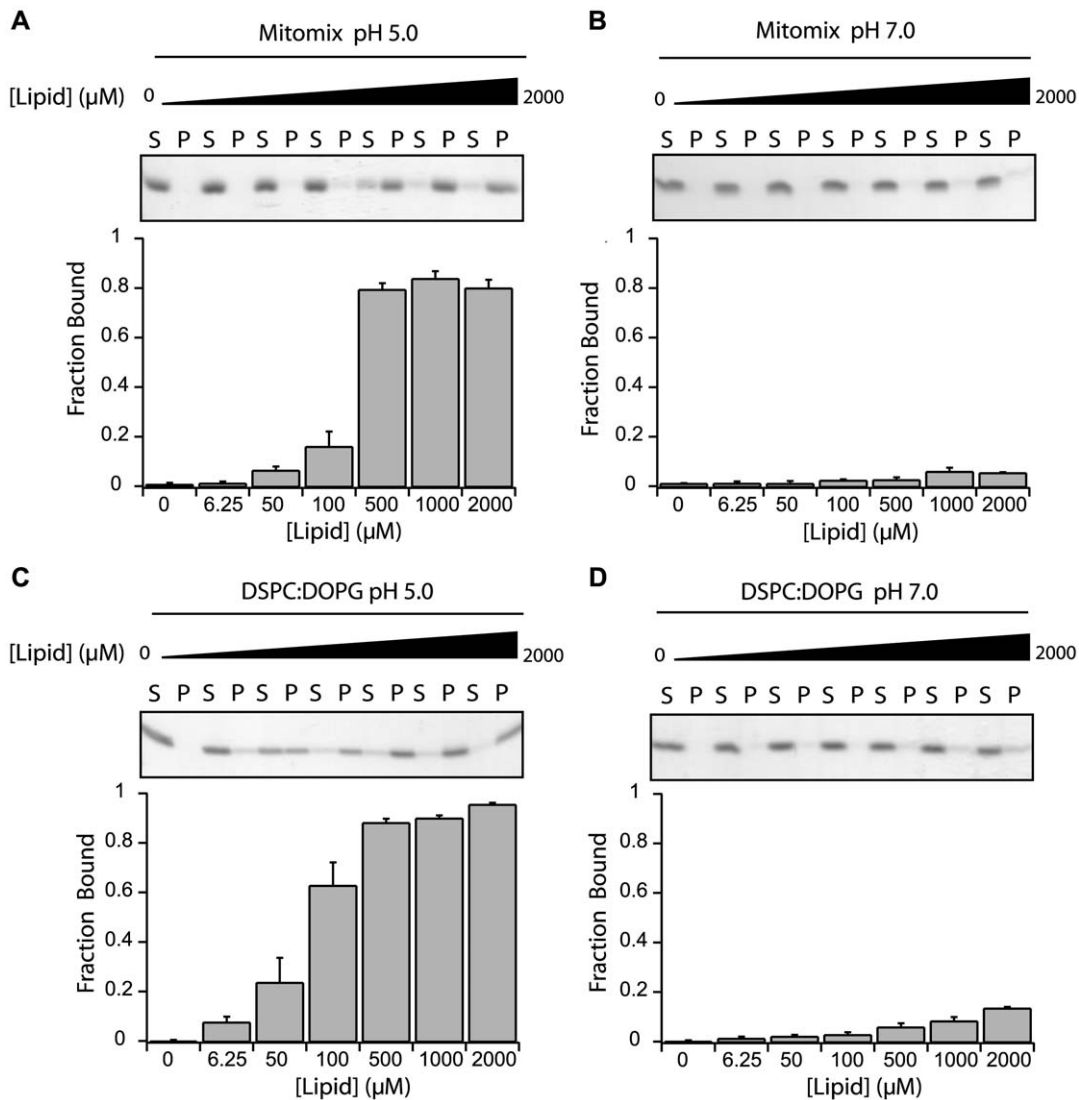 A
Mitomix pH 5.0
[Lipid] (µM) 0 2000
S P S P S P S P S P S P S P
1
0.8
0.6
0.4
0.2
0
Fraction Bound
0 6.25 50 100 500 1000 2000
[Lipid] (µM)
B
Mitomix pH 7.0
0 2000
S P S P S P S P S P S P S P
1
0.8
0.6
0.4
0.2
0
Fraction Bound
0 6.25 50 100 500 1000 2000
[Lipid] (µM)
C
DSPC:DOPG pH 5.0
[Lipid] (µM) 0 2000
S P S P S P S P S P S P S P
1
0.8
0.6
0.4
0.2
0
Fraction Bound
0 6.25 50 100 500 1000 2000
[Lipid] (µM)
D
DSPC:DOPG pH 7.0
0 2000
S P S P S P S P S P S P S P
1
0.8
0.6
0.4
0.2
0
Fraction Bound
0 6.25 50 100 500 1000 2000
[Lipid] (µM)